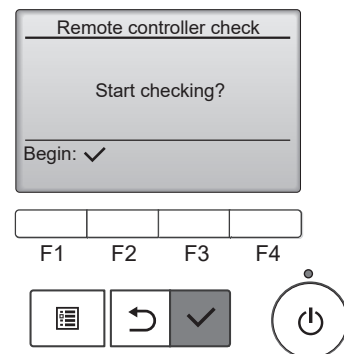 Remote controller check
Start checking?
Begin: ✓
F1 F2 F3 F4